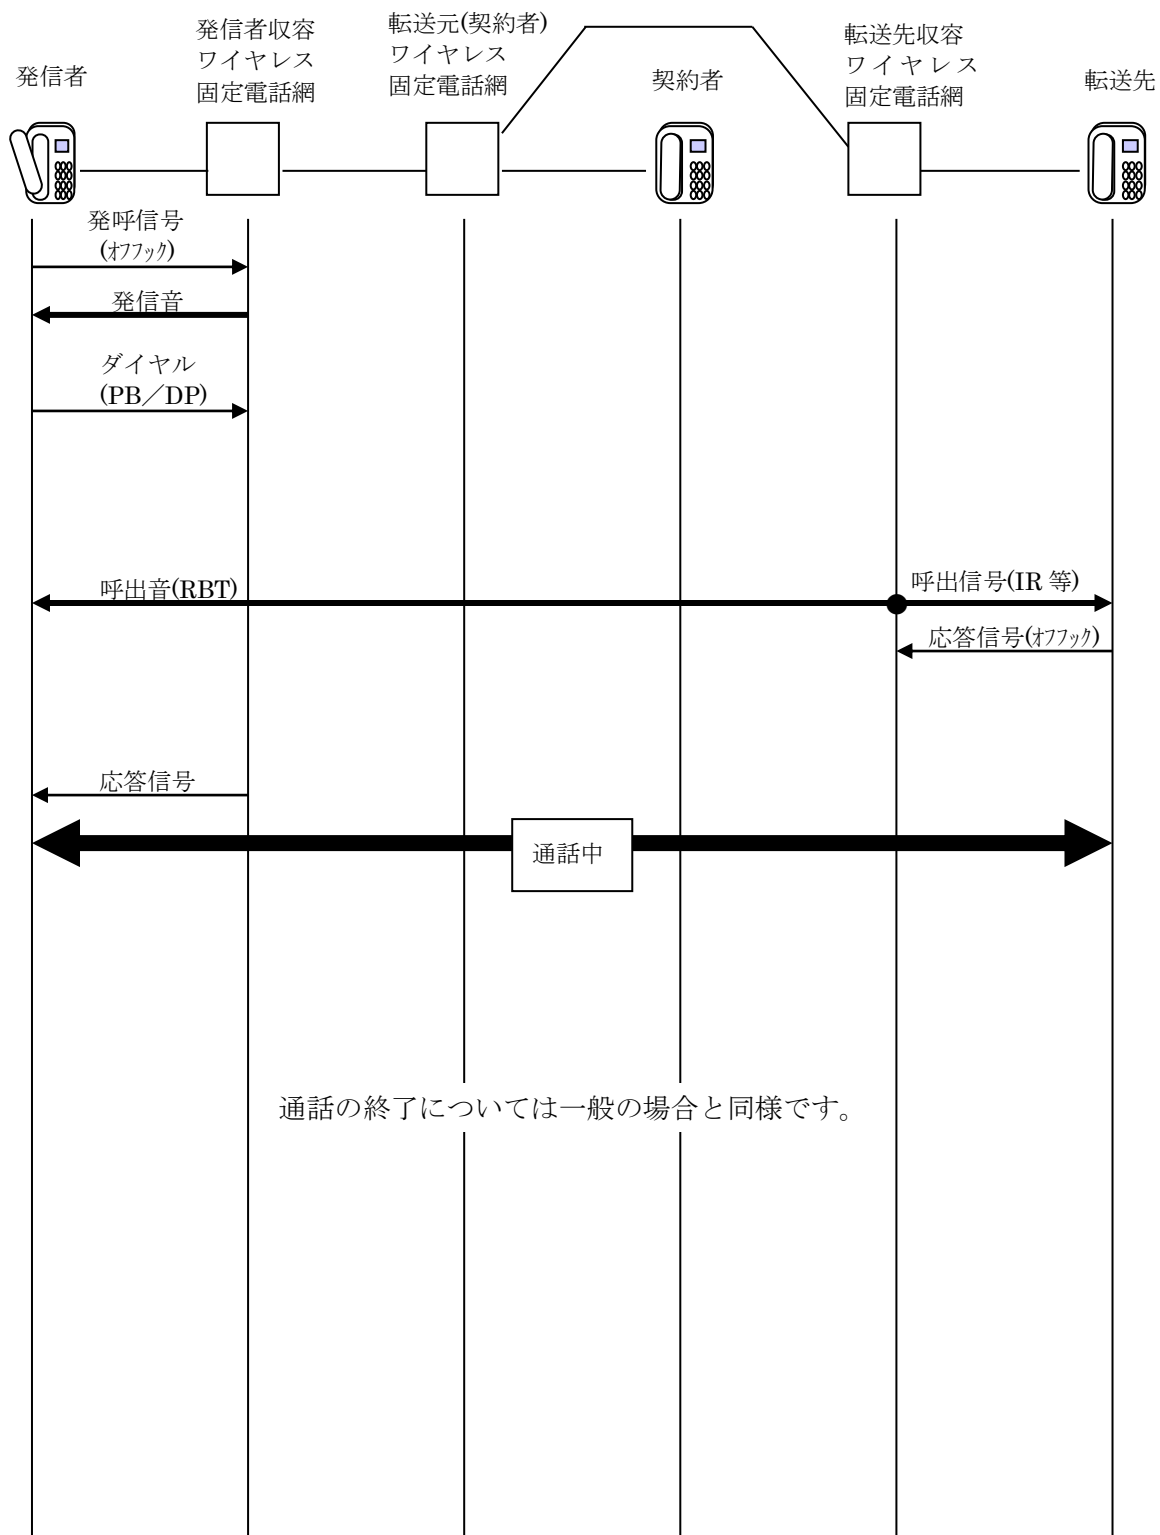 発信者
発信者収容
ワイヤレス
固定電話網
転送元(契約者)
ワイヤレス
固定電話網
契約者
転送先収容
ワイヤレス
固定電話網
転送先
発呼信号
(ｵﾌﾌｯｸ)
発信音
ダイヤル
(PB／DP)
呼出音(RBT)
呼出信号(IR 等)
応答信号(ｵﾌﾌｯｸ)
応答信号
通話中
通話の終了については一般の場合と同様です。